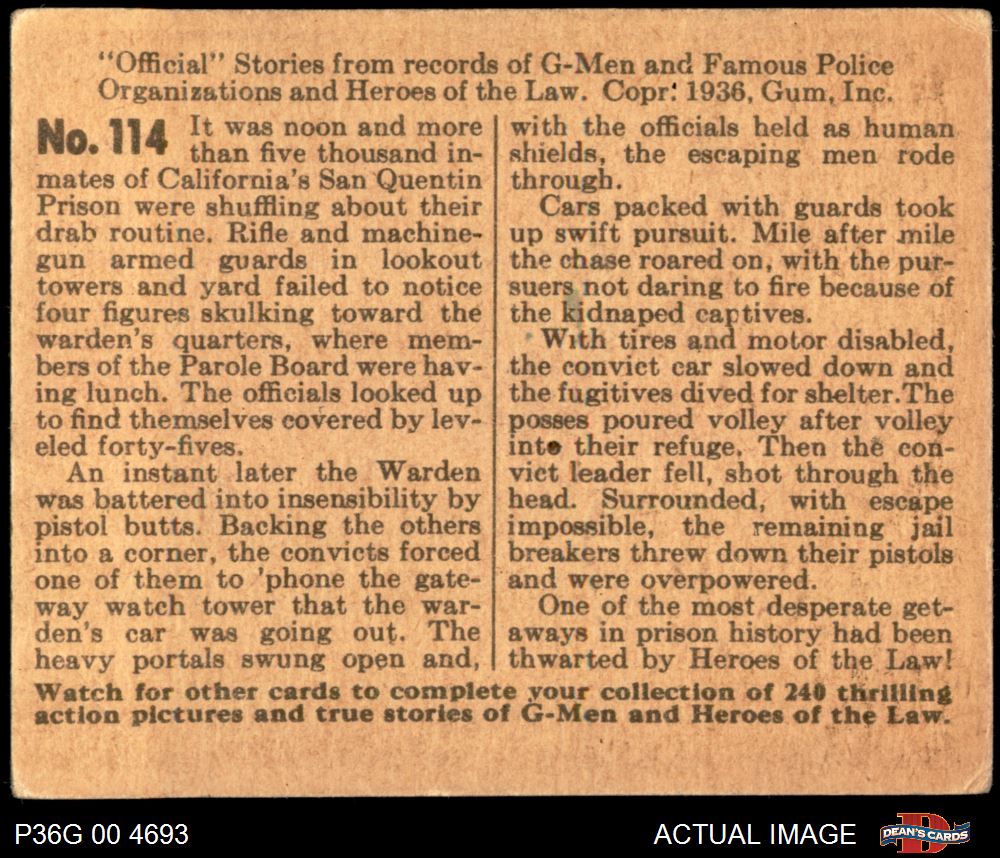 "Official" Stories from records of G-Men and Famous Police
Organizations and Heroes of the Law. Copr. 1936, Gum, Inc.
No. 114
It was noon and more
than five thousand in-
mates of California's San Quentin
Prison were shuffling about their
drab routine. Rifle and machine-
gun armed guards in lookout
towers and yard failed to notice
four figures skulking toward the
warden's quarters, where mem-
bers of the Parole Board were hav-
ing lunch. The officials looked up
to find themselves covered by lev-
eled forty-fives.
An instant later the Warden
was battered into insensibility by
pistol butts. Backing the others
into a corner, the convicts forced
one of them to 'phone the gate-
way watch tower that the war-
den's car was going out. The
heavy portals swung open and,
with the officials held as human
shields, the escaping men rode
through.
Cars packed with guards took
up swift pursuit. Mile after mile
the chase roared on, with the pur-
suers not daring to fire because of
the kidnaped captives.
With tires and motor disabled,
the convict car slowed down and
the fugitives dived for shelter. The
posses poured volley after volley
into their refuge. Then the con-
vict leader fell, shot through the
head. Surrounded, with escape
impossible, the remaining jail
breakers threw down their pistols
and were overpowered.
One of the most desperate get-
aways in prison history had been
thwarted by Heroes of the Law!
Watch for other cards to complete your collection of 240 thrilling
action pictures and true stories of G-Men and Heroes of the Law.
P36G 00 4693
ACTUAL IMAGE
D
DEAN'S CARDS